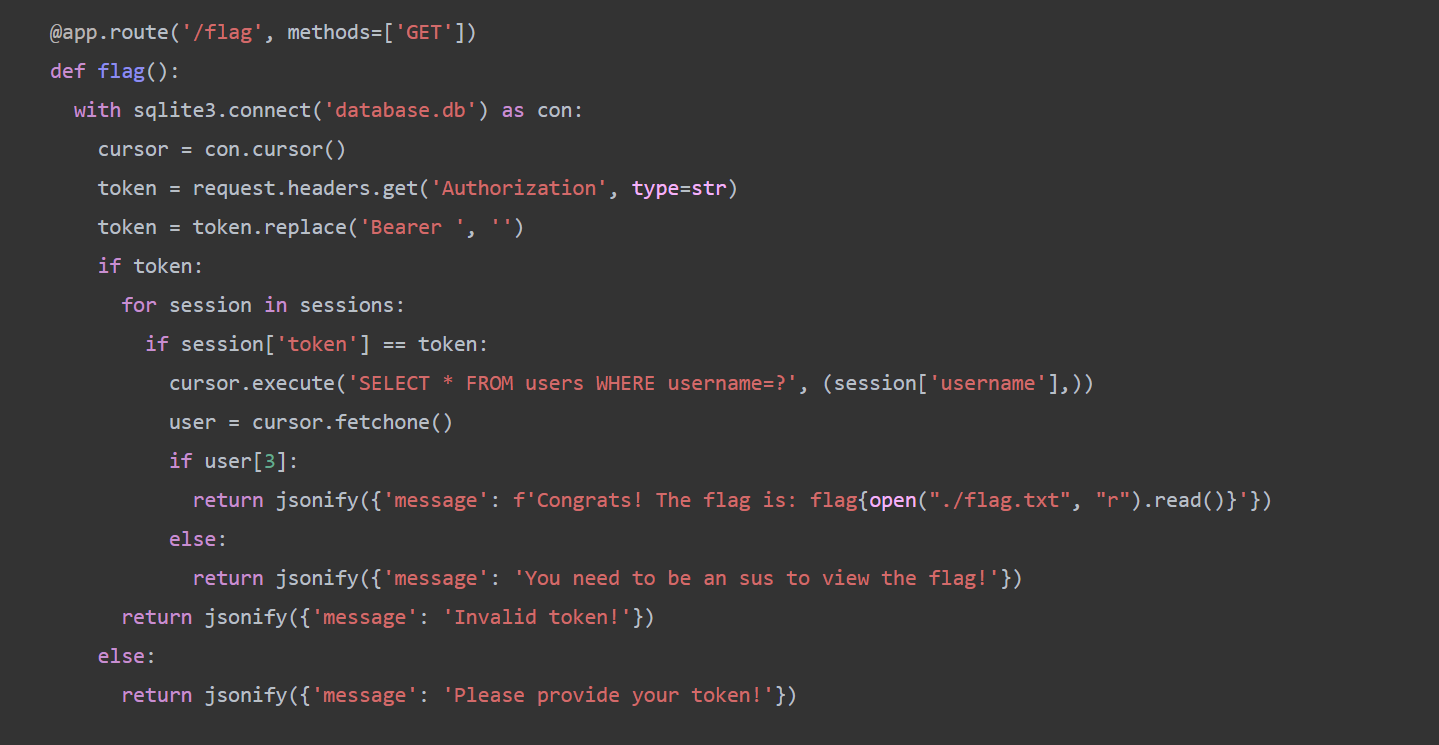 @app.route('/flag', methods=['GET'])
def flag():
  with sqlite3.connect('database.db') as con:
    cursor = con.cursor()
    token = request.headers.get('Authorization', type=str)
    token = token.replace('Bearer ', '')
    if token:
      for session in sessions:
        if session['token'] == token:
          cursor.execute('SELECT * FROM users WHERE username=?', (session['username'],))
          user = cursor.fetchone()
          if user[3]:
            return jsonify({'message': f'Congrats! The flag is: flag{open("./flag.txt", "r").read()}'})
          else:
            return jsonify({'message': 'You need to be an sus to view the flag!'})
      return jsonify({'message': 'Invalid token!'})
    else:
      return jsonify({'message': 'Please provide your token!'})